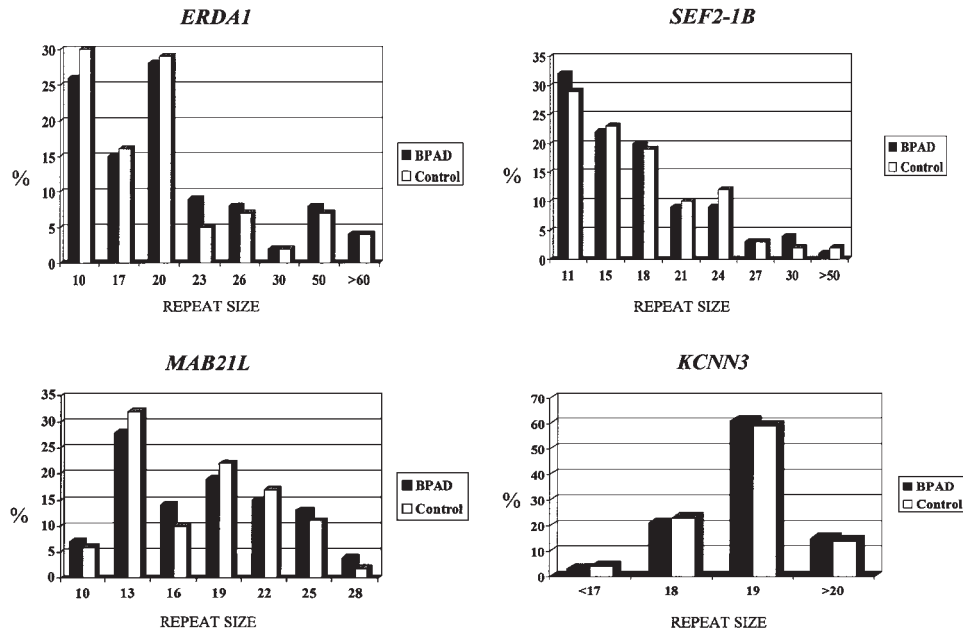 ERDA1
30
25
20
15
10
5
0
%
10 17 20 23 26 30 50 >60
REPEAT SIZE
BPAD
Control
SEF2-1B
35
30
25
20
15
10
5
0
%
11 15 18 21 24 27 30 >50
REPEAT SIZE
BPAD
Control
MAB21L
35
30
25
20
15
10
5
0
%
10 13 16 19 22 25 28
REPEAT SIZE
BPAD
Control
KCNN3
70
60
50
40
30
20
10
0
%
<17 18 19 >20
REPEAT SIZE
BPAD
Control